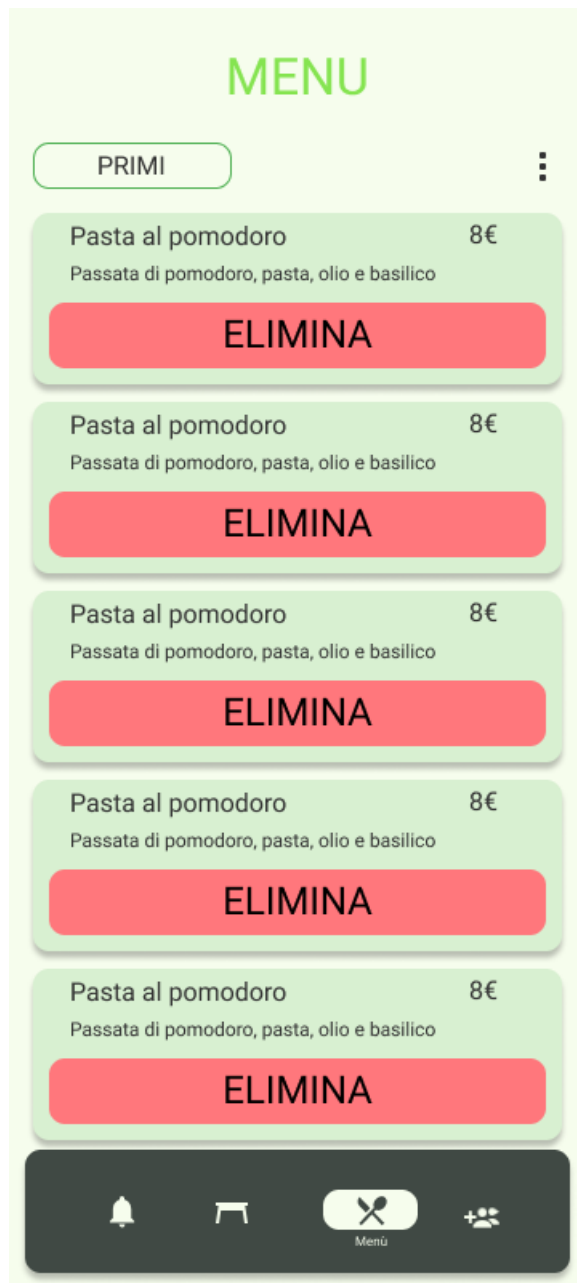 MENU
PRIMI
Pasta al pomodoro 8€
Passata di pomodoro, pasta, olio e basilico
ELIMINA
Pasta al pomodoro 8€
Passata di pomodoro, pasta, olio e basilico
ELIMINA
Pasta al pomodoro 8€
Passata di pomodoro, pasta, olio e basilico
ELIMINA
Pasta al pomodoro 8€
Passata di pomodoro, pasta, olio e basilico
ELIMINA
Pasta al pomodoro 8€
Passata di pomodoro, pasta, olio e basilico
ELIMINA
Menù